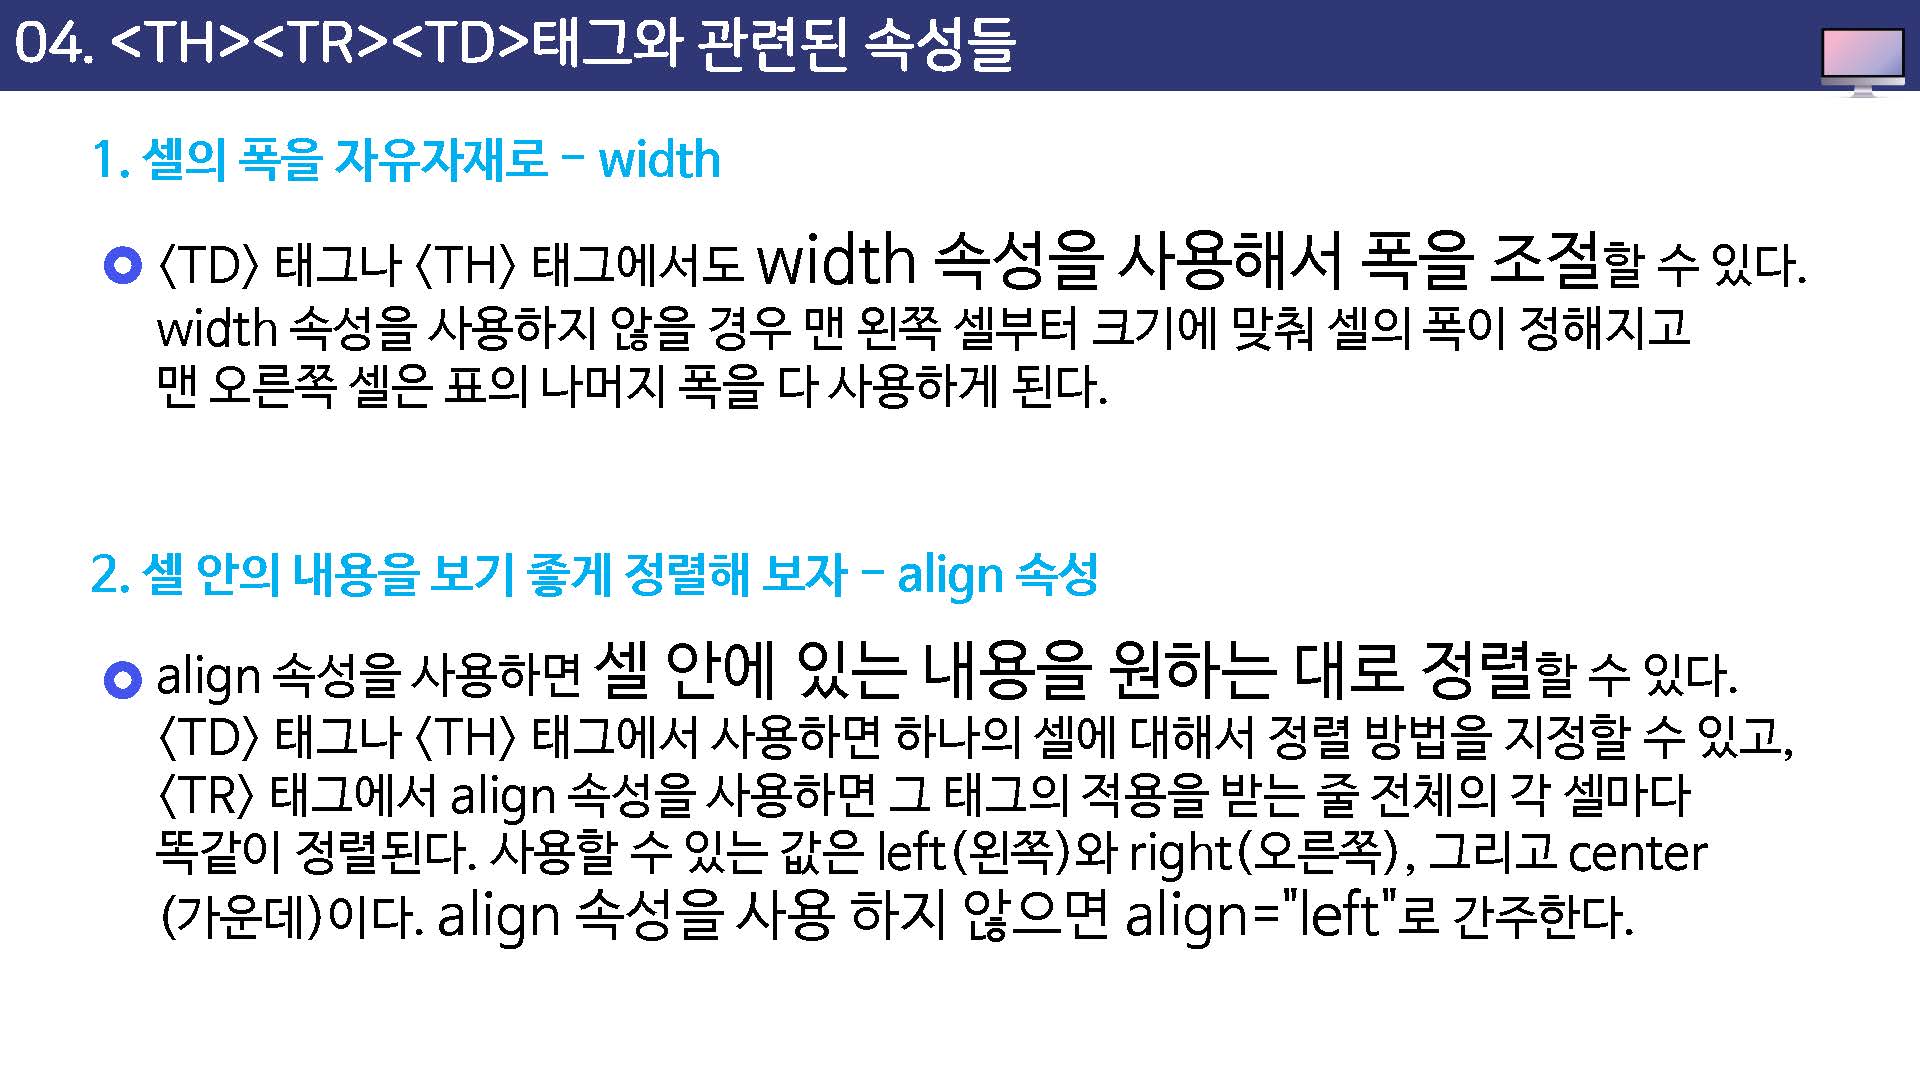 04. <TH><TR><TD>태그와 관련된 속성들
1. 셀의 폭을 자유자재로 - width
<TD> 태그나 <TH> 태그에서도 width 속성을 사용해서 폭을 조절할 수 있다.
width 속성을 사용하지 않을 경우 맨 왼쪽 셀부터 크기에 맞춰 셀의 폭이 정해지고
맨 오른쪽 셀은 표의 나머지 폭을 다 사용하게 된다.
2. 셀 안의 내용을 보기 좋게 정렬해 보자 - align 속성
align 속성을 사용하면 셀 안에 있는 내용을 원하는 대로 정렬할 수 있다.
<TD> 태그나 <TH> 태그에서 사용하면 하나의 셀에 대해서 정렬 방법을 지정할 수 있고,
<TR> 태그에서 align 속성을 사용하면 그 태그의 적용을 받는 줄 전체의 각 셀마다
똑같이 정렬된다. 사용할 수 있는 값은 left(왼쪽)와 right(오른쪽), 그리고 center
(가운데)이다. align 속성을 사용 하지 않으면 align="left"로 간주한다.